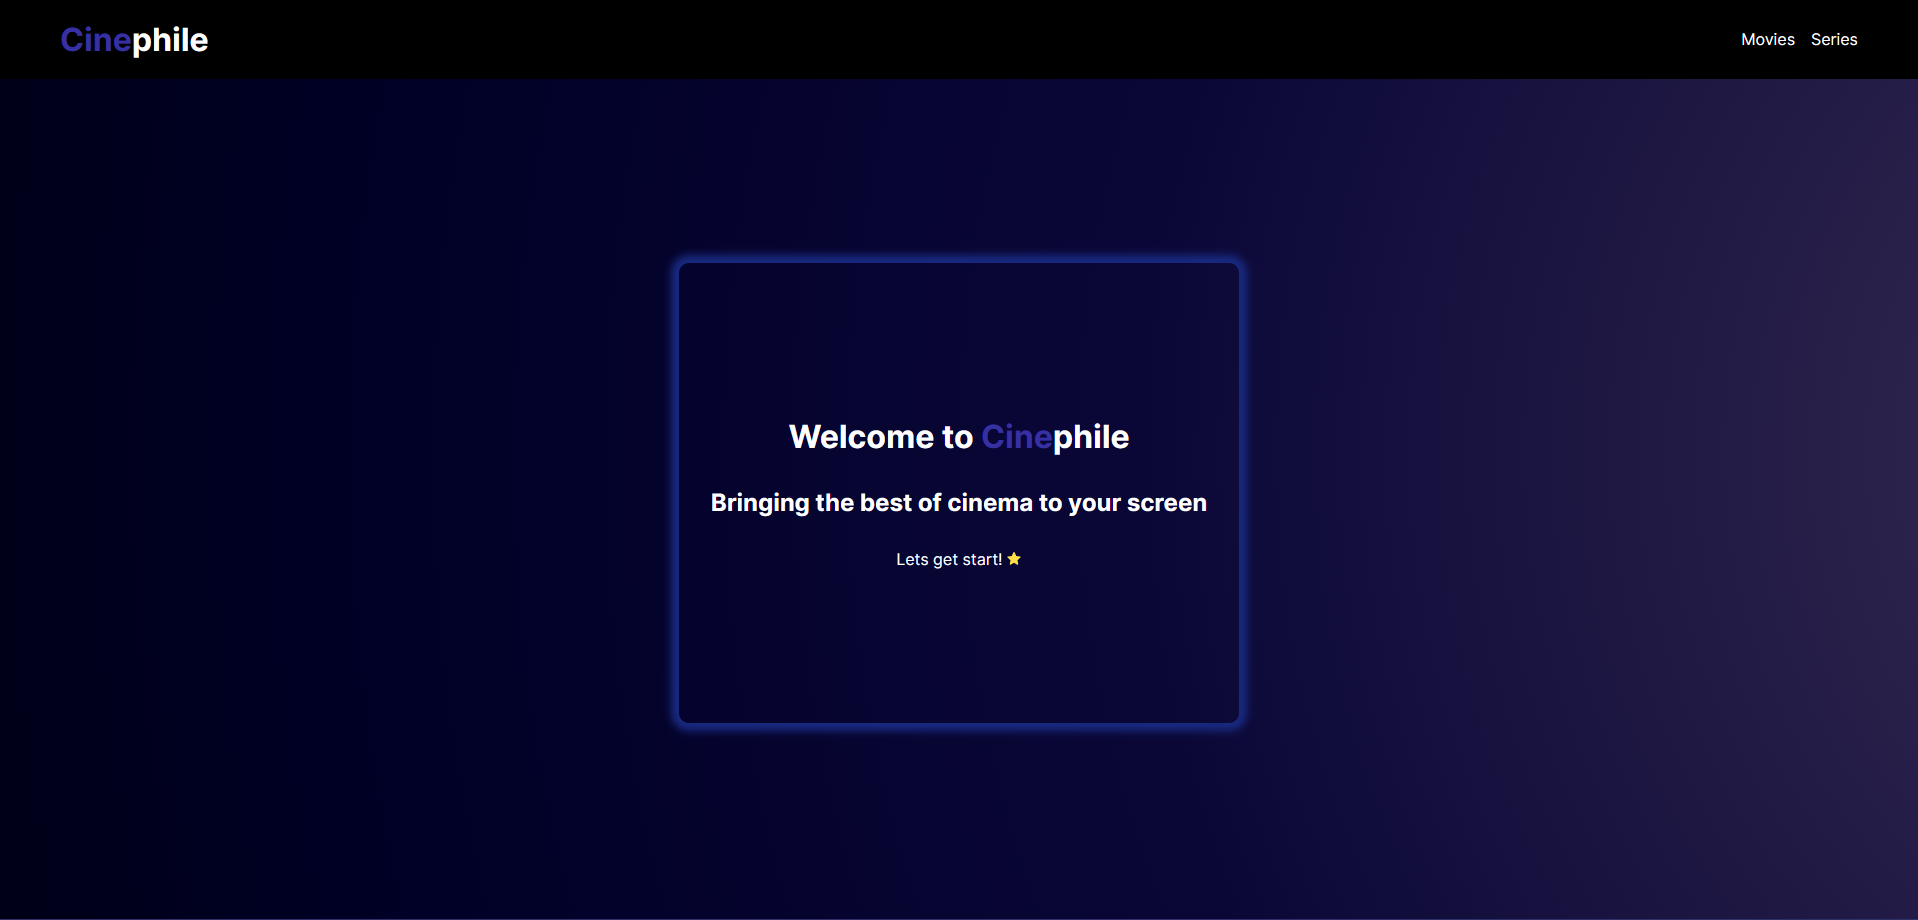 Cinephile
Movies Series
Welcome to Cinephile
Bringing the best of cinema to your screen
Lets get start! ⭐